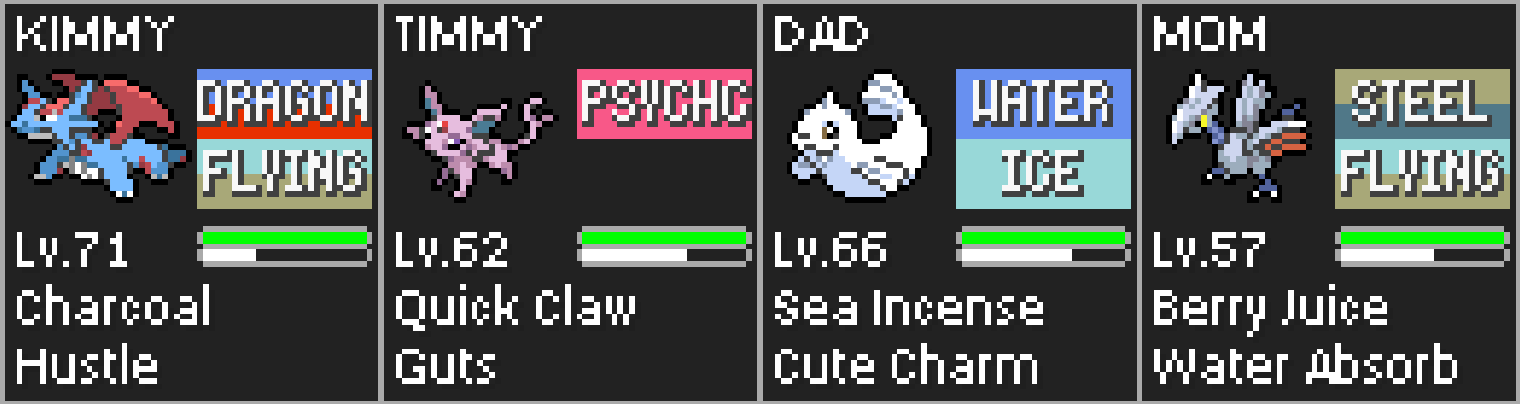 KIMMY
DRAGON
FLYING
Lv.71
Charcoal
Hustle
TIMMY
PSYCHC
Lv.62
Quick Claw
Guts
DAD
WATER
ICE
Lv.66
Sea Incense
Cute Charm
MOM
STEEL
FLYING
Lv.57
Berry Juice
Water Absorb